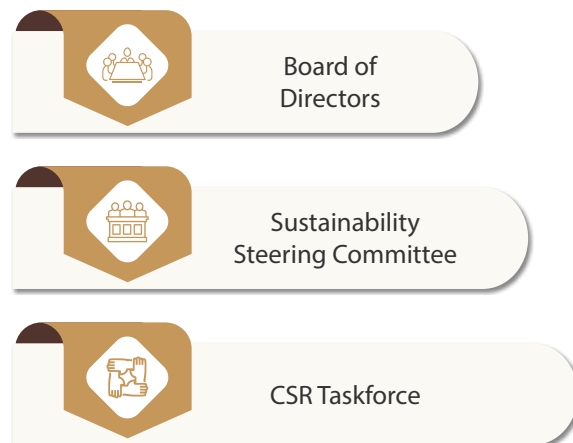 Board of
Directors
Sustainability
Steering Committee
CSR Taskforce